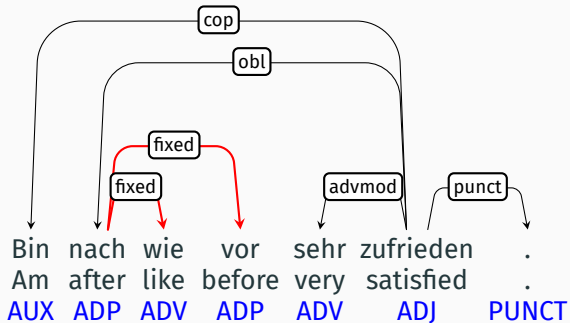 cop
obl
fixed
fixed advmod punct
Bin nach wie vor sehr zufrieden .
Am after like before very satisfied .
AUX ADP ADV ADP ADV ADJ PUNCT